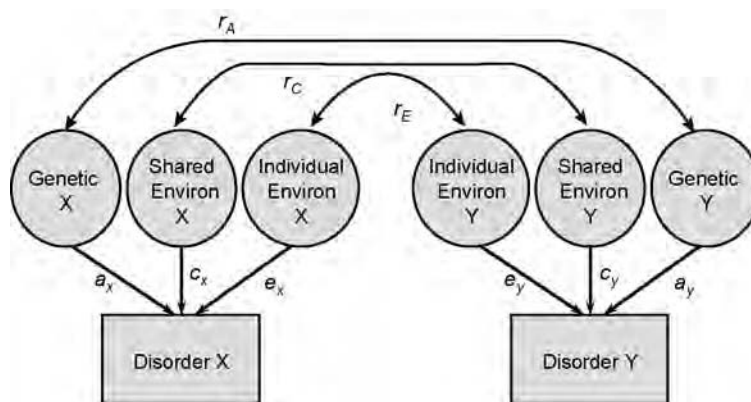 r_A
r_C
r_E
Genetic
X
Shared
Environ
X
Individual
Environ
X
Individual
Environ
Y
Shared
Environ
Y
Genetic
Y
a_x
c_x
e_x
e_y
c_y
a_y
Disorder X
Disorder Y